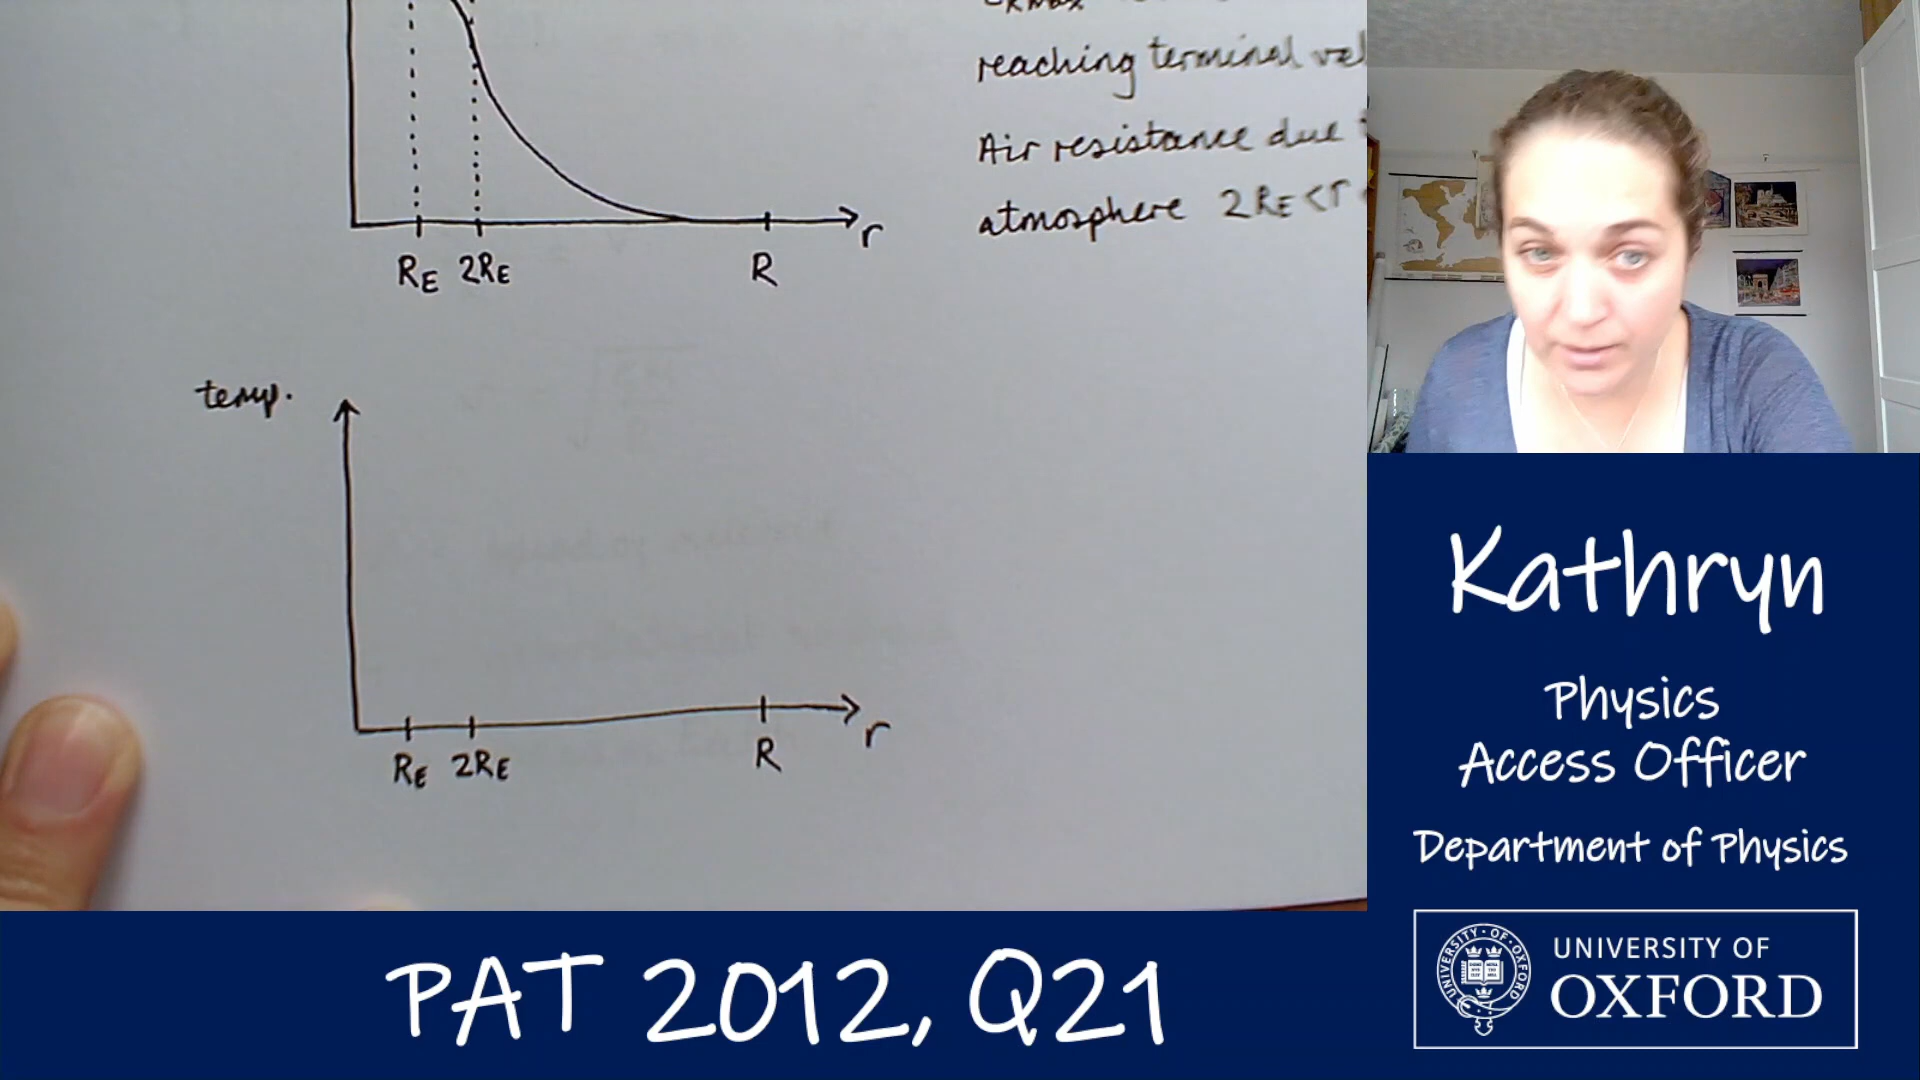 reaching terminal vel
Air resistance due
atmosphere 2RE < r
r
RE 2RE R
temp.
r
RE 2RE R
Kathryn
Physics
Access Officer
Department of Physics
UNIVERSITY OF
OXFORD
PAT 2012, Q21